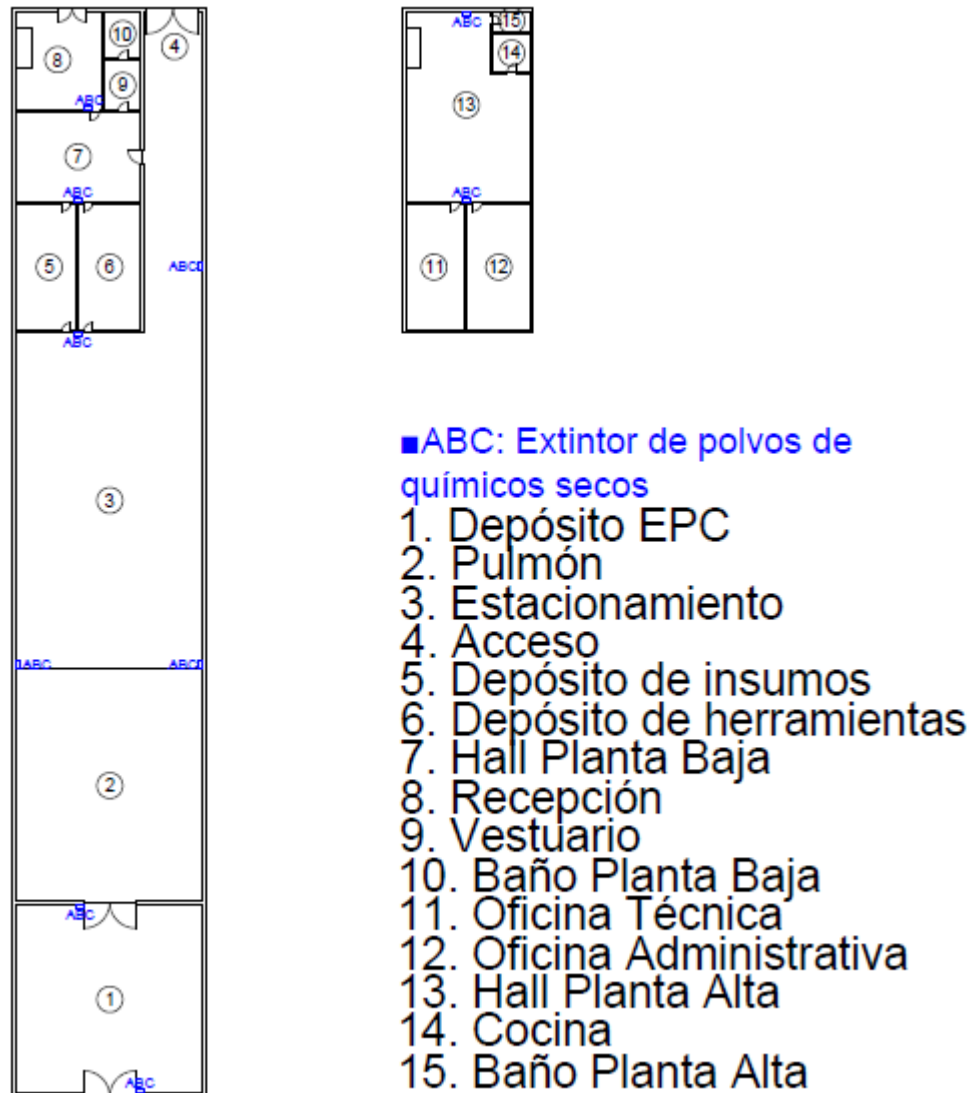 ABC
10
15
4
8
14
9
ABC
13
7
ABC
ABC
5
6
ABC
11
12
ABC
■ABC: Extintor de polvos de
químicos secos
3
1. Depósito EPC
2. Pulmón
3. Estacionamiento
4. Acceso
ABC
ABC
5. Depósito de insumos
6. Depósito de herramientas
7. Hall Planta Baja
2
8. Recepción
9. Vestuario
10. Baño Planta Baja
ABC
11. Oficina Técnica
12. Oficina Administrativa
1
13. Hall Planta Alta
14. Cocina
ABC
15. Baño Planta Alta